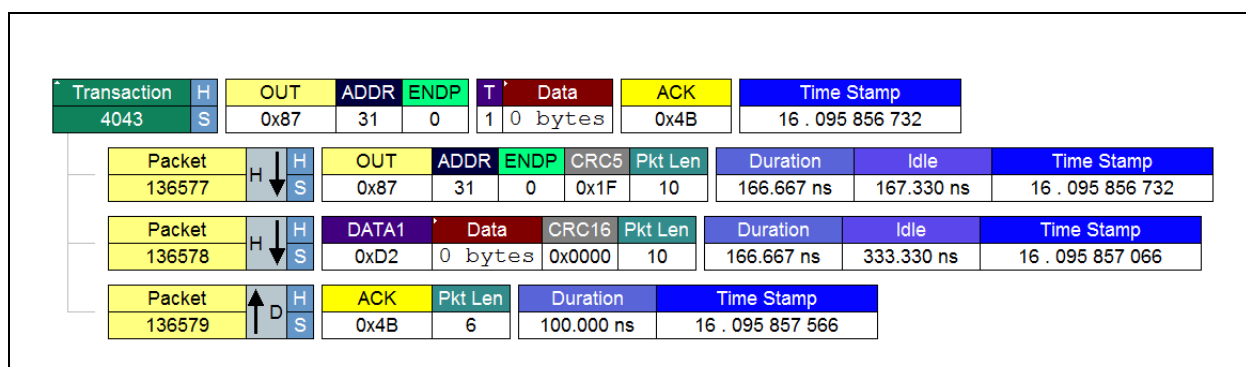 Transaction H OUT ADDR ENDP T Data ACK Time Stamp
4043 S 0x87 31 0 1 0 bytes 0x4B 16 . 095 856 732
Packet H H OUT ADDR ENDP CRC5 Pkt Len Duration Idle Time Stamp
136577 S 0x87 31 0 0x1F 10 166.667 ns 167.330 ns 16 . 095 856 732
Packet H H DATA1 Data CRC16 Pkt Len Duration Idle Time Stamp
136578 S 0xD2 0 bytes 0x0000 10 166.667 ns 333.330 ns 16 . 095 857 066
Packet D H ACK Pkt Len Duration Time Stamp
136579 S 0x4B 6 100.000 ns 16 . 095 857 566